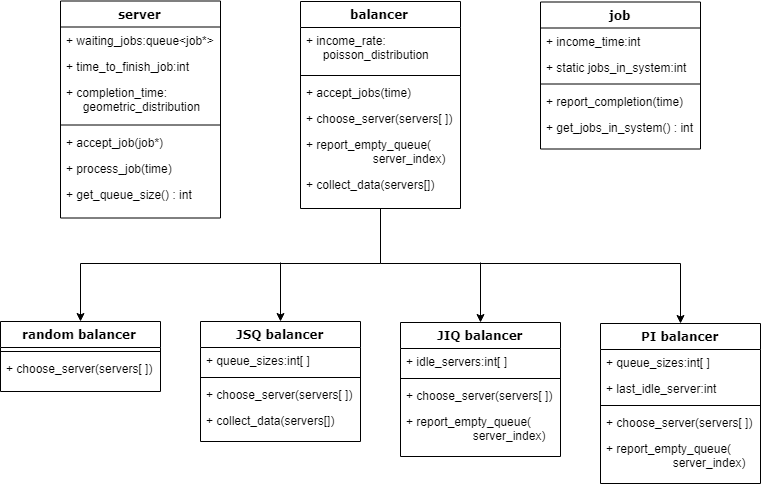 server
+ waiting_jobs:queue<job*>
+ time_to_finish_job:int
+ completion_time:
geometric_distribution
+ accept_job(job*)
+ process_job(time)
+ get_queue_size() : int
balancer
+ income_rate:
poisson_distribution
+ accept_jobs(time)
+ choose_server(servers[ ])
+ report_empty_queue(
server_index)
+ collect_data(servers[])
job
+ income_time:int
+ static jobs_in_system:int
+ report_completion(time)
+ get_jobs_in_system() : int
random balancer
+ choose_server(servers[ ])
JSQ balancer
+ queue_sizes:int[ ]
+ choose_server(servers[ ])
+ collect_data(servers[])
JIQ balancer
+ idle_servers:int[ ]
+ choose_server(servers[ ])
+ report_empty_queue(
server_index)
PI balancer
+ queue_sizes:int[ ]
+ last_idle_server:int
+ choose_server(servers[ ])
+ report_empty_queue(
server_index)